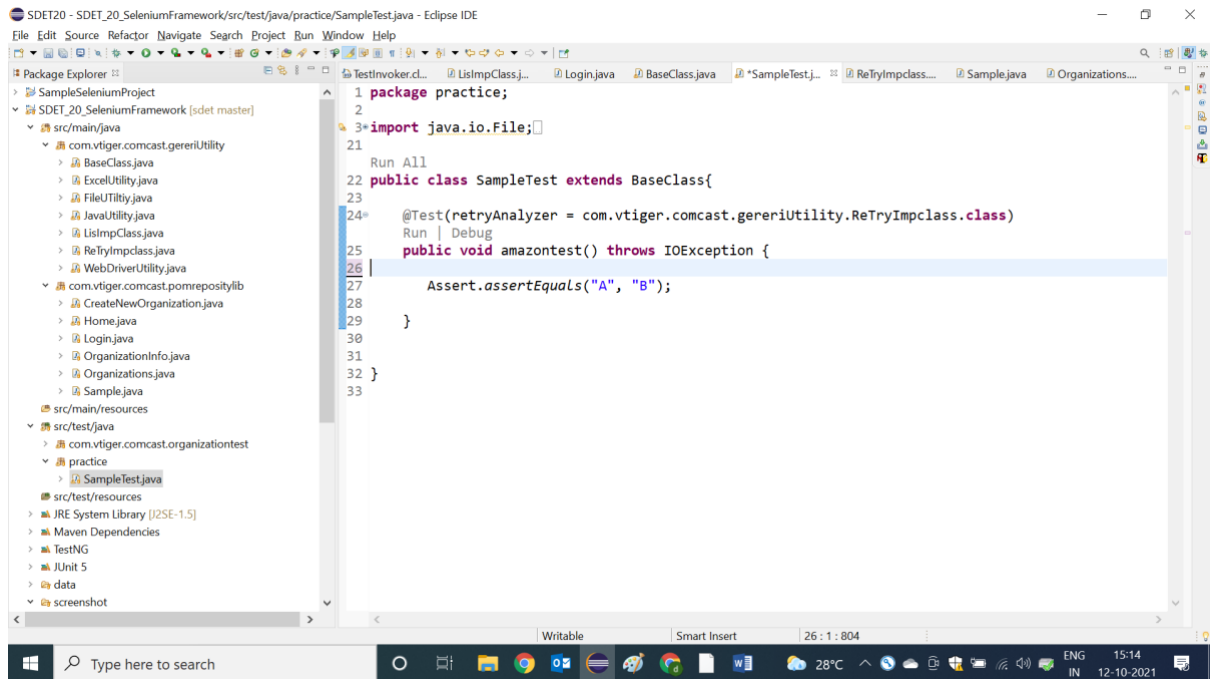 SDET20 - SDET_20_SeleniumFramework/src/test/java/practice/SampleTest.java - Eclipse IDE
File Edit Source Refactor Navigate Search Project Run Window Help
Package Explorer
SampleSeleniumProject
SDET_20_SeleniumFramework [sdet master]
src/main/java
com.vtiger.comcast.gereriUtility
BaseClass.java
ExcelUtility.java
FileUTiltiy.java
JavaUtility.java
LisImpClass.java
ReTryImpclass.java
WebDriverUtility.java
com.vtiger.comcast.pomrepositylib
CreateNewOrganization.java
Home.java
Login.java
OrganizationInfo.java
Organizations.java
Sample.java
src/main/resources
src/test/java
com.vtiger.comcast.organizationtest
practice
SampleTest.java
src/test/resources
JRE System Library [J2SE-1.5]
Maven Dependencies
TestNG
JUnit 5
data
screenshot
TestInvoker.cl... LisImpClass.j... Login.java BaseClass.java *SampleTest.j... ReTryImpclass.... Sample.java Organizations....
1 package practice;
2
3 import java.io.File;
21
Run All
22 public class SampleTest extends BaseClass{
23
24 @Test(retryAnalyzer = com.vtiger.comcast.gereriUtility.ReTryImpclass.class)
Run | Debug
25 public void amazontest() throws IOException {
26
27 Assert.assertEquals("A", "B");
28
29 }
30
31
32 }
33
Writable Smart Insert 26 : 1 : 804
Type here to search 28°C ENG 15:14
IN 12-10-2021